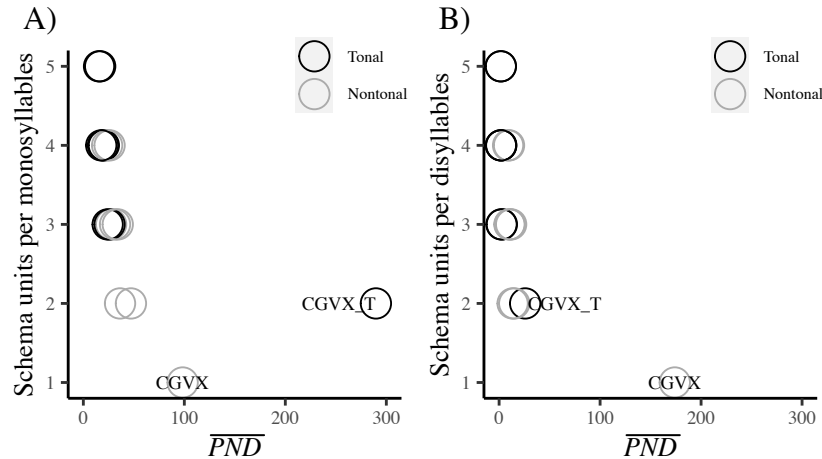 A)
Schema units per monosyllables
5
4
3
2
1
Tonal
Nontonal
CGVX_T
CGVX
0
100
200
300
PND
B)
Schema units per disyllables
5
4
3
2
1
Tonal
Nontonal
CGVX_T
CGVX
0
100
200
300
PND